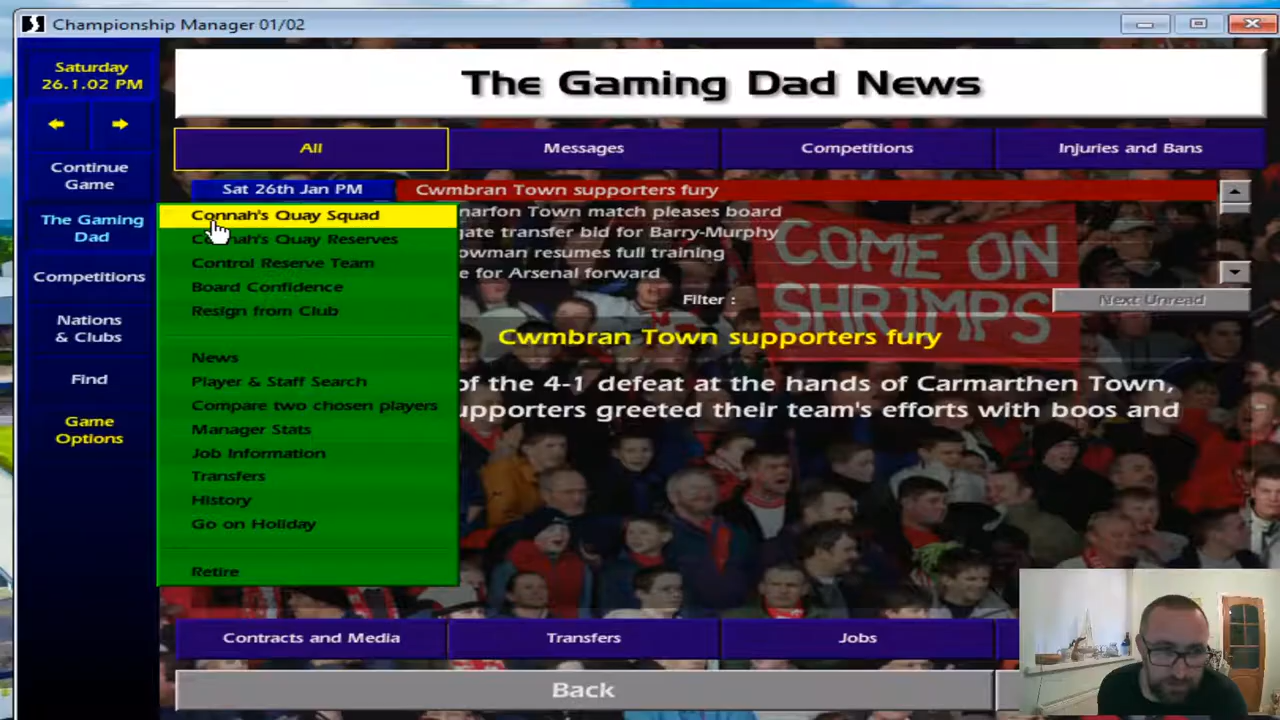 Championship Manager 01/02
Saturday
26.1.02 PM
The Gaming Dad News
All
Messages
Competitions
Injuries and Bans
Continue
Game
Sat 26th Jan PM
Cwmbran Town supporters fury
The Gaming
Dad
Connah's Quay Squad
narfon Town match pleases board
Connah's Quay Reserves
gate transfer bid for Barry-Murphy
Control Reserve Team
owman resumes full training
Competitions
Board Confidence
e for Arsenal forward
Resign from Club
Filter :
Next Unread
Nations
& Clubs
Cwmbran Town supporters fury
News
Find
Player & Staff Search
of the 4-1 defeat at the hands of Carmarthen Town,
Compare two chosen players
upporters greeted their team's efforts with boos and
Game
Options
Manager Stats
Job Information
Transfers
History
Go on Holiday
Retire
COME ON
SHRIMPS
Contracts and Media
Transfers
Jobs
Back